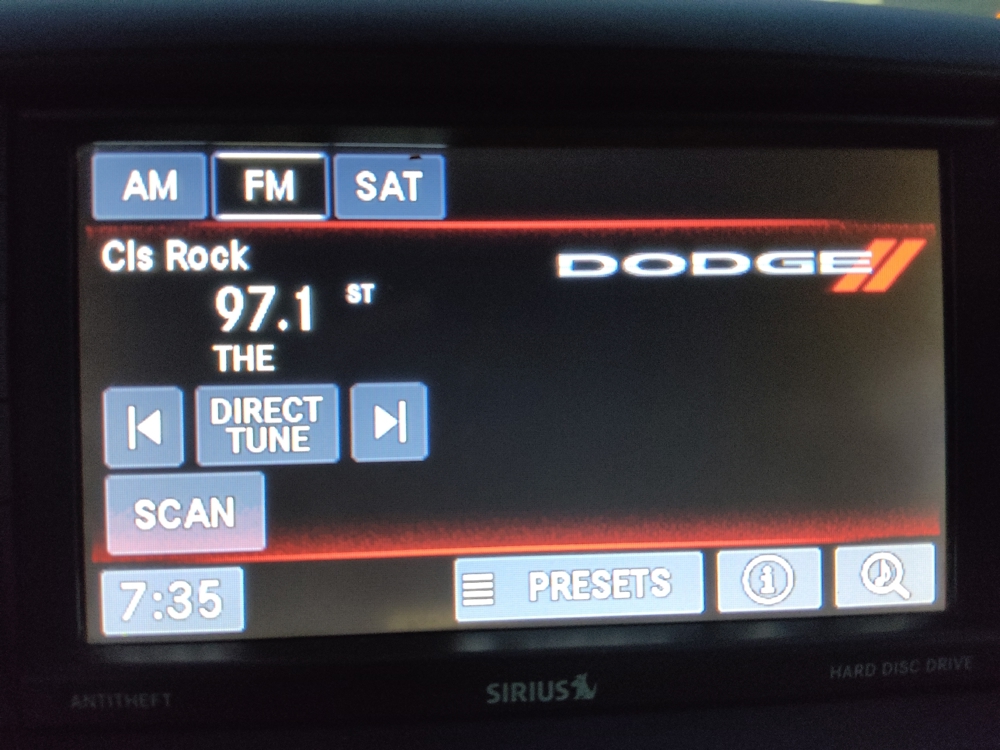 AM FM SAT
Cls Rock
DODGE
97.1 ST
THE
DIRECT
TUNE
SCAN
7:35 PRESETS i
ANTITHEFT SIRIUS HARD DISC DRIVE